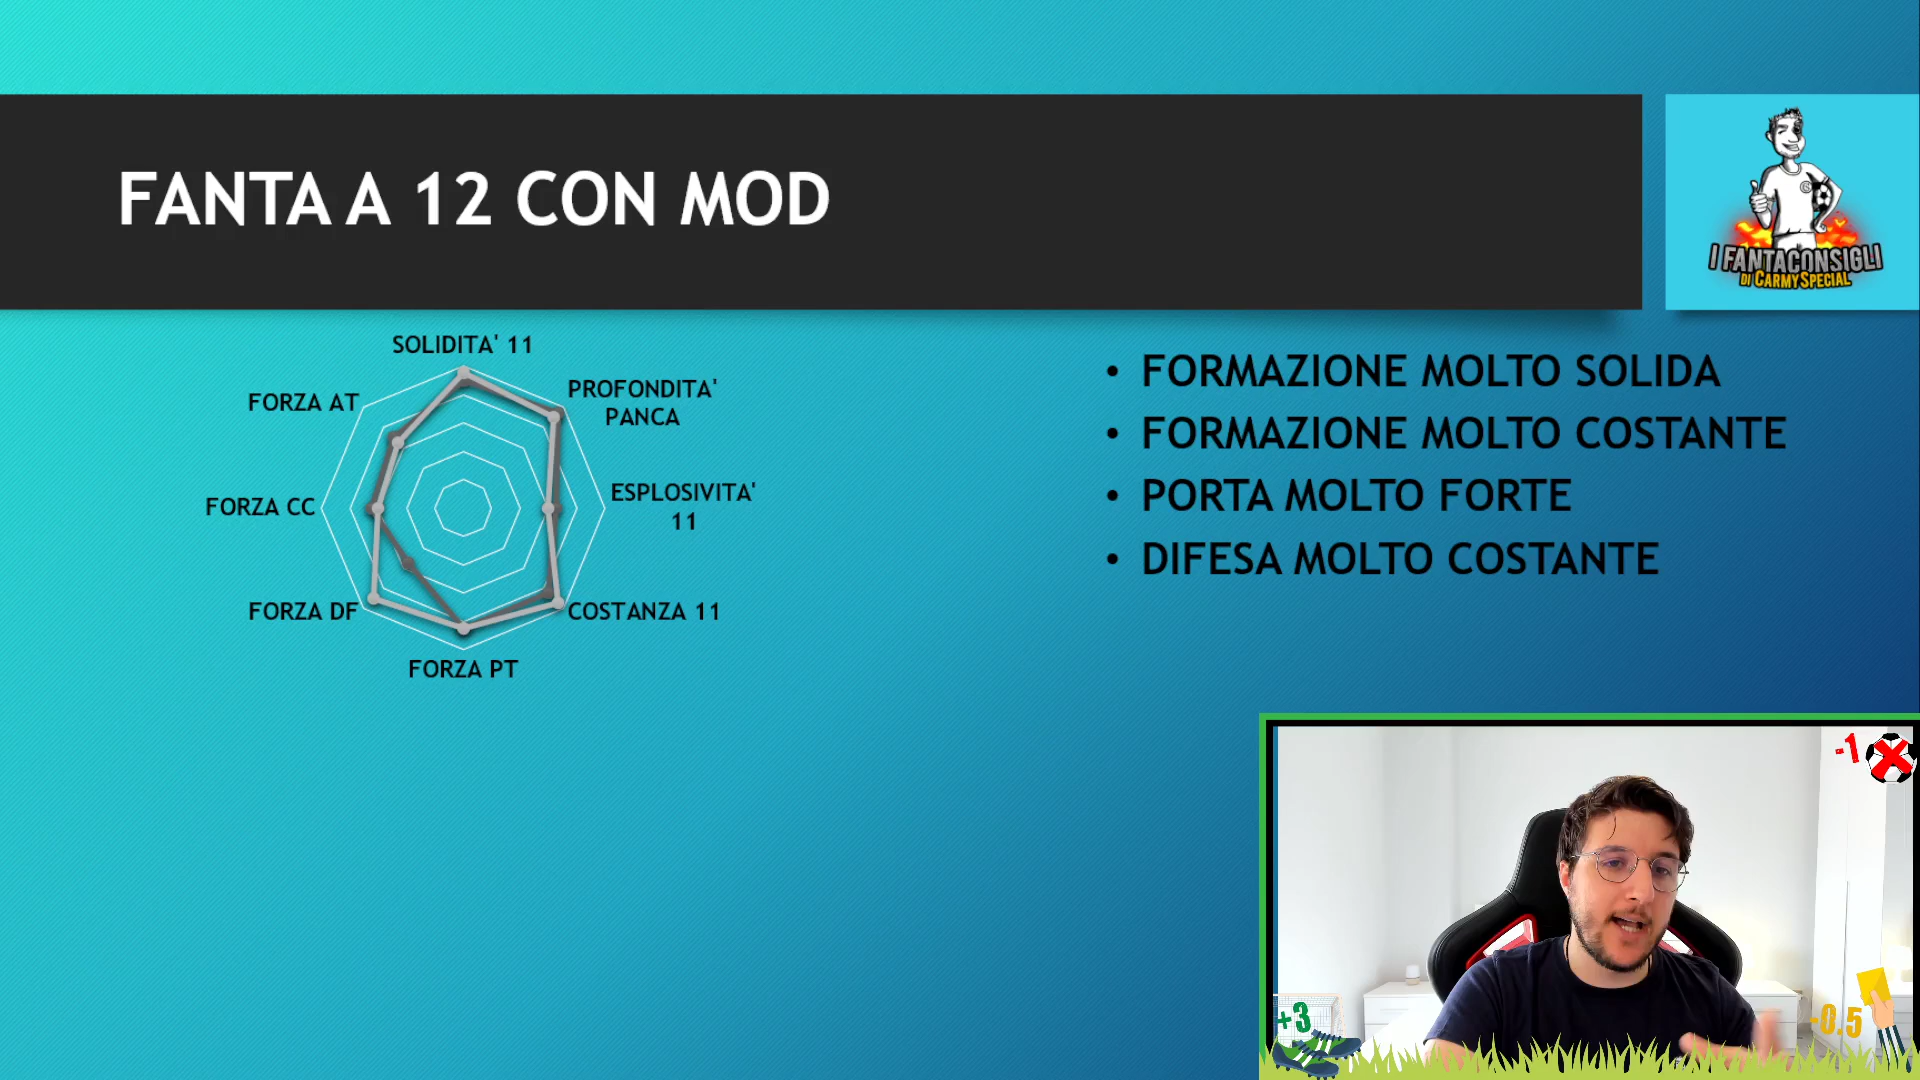 FANTA A 12 CON MOD
I FANTACONSIGLI
DI CARMYSPECIAL
SOLIDITA' 11
PROFONDITA'
PANCA
FORZA AT
ESPLOSIVITA'
11
FORZA CC
FORZA DF
COSTANZA 11
FORZA PT
• FORMAZIONE MOLTO SOLIDA
• FORMAZIONE MOLTO COSTANTE
• PORTA MOLTO FORTE
• DIFESA MOLTO COSTANTE
-1
+3
-0.5